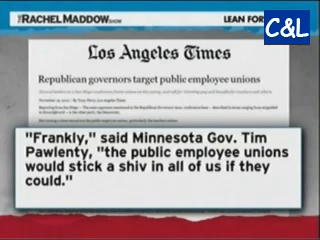 THE RACHEL MADDOW SHOW
LEAN FOR
C&L
Los Angeles Times
Republican governors target public employee unions
"Frankly," said Minnesota Gov. Tim
Pawlenty, "the public employee unions
would stick a shiv in all of us if they
could."